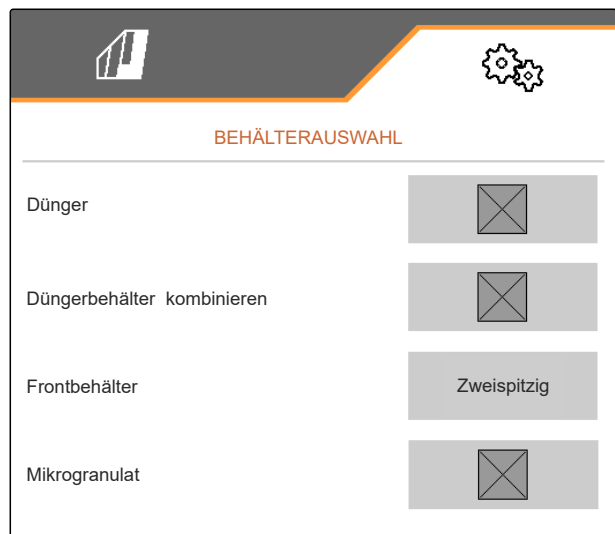 BEHÄLTERAUSWAHL
Dünger
Düngerbehälter kombinieren
Frontbehälter Zweispitzig
Mikrogranulat